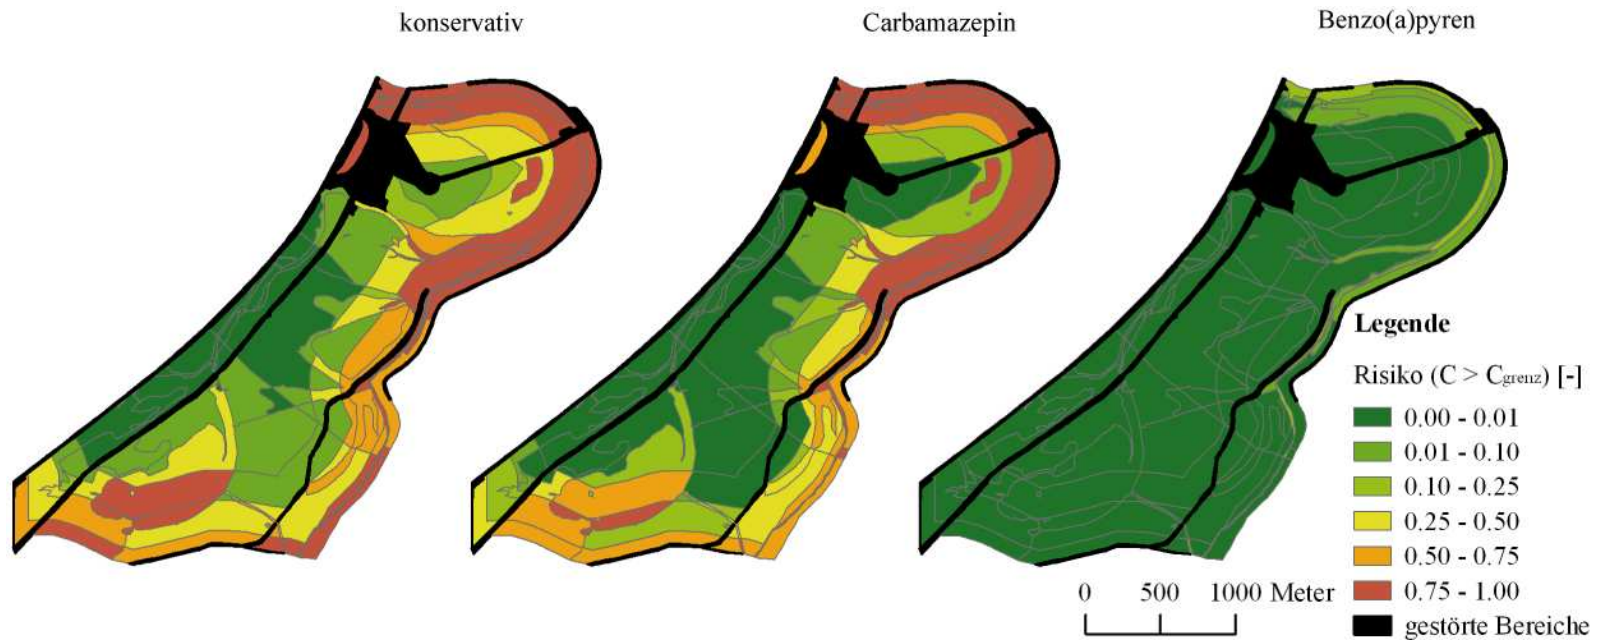 konservativ
Carbamazepin
Benzo(a)pyren
Legende
Risiko (C > Cgrenz) [-]
0.00 - 0.01
0.01 - 0.10
0.10 - 0.25
0.25 - 0.50
0.50 - 0.75
0.75 - 1.00
gestörte Bereiche
0 500 1000 Meter